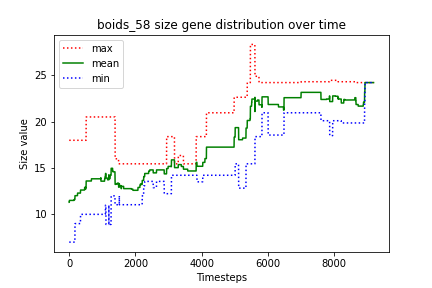 boids_58 size gene distribution over time
max
mean
min
Size value
25
20
15
10
0
2000
4000
6000
8000
Timesteps